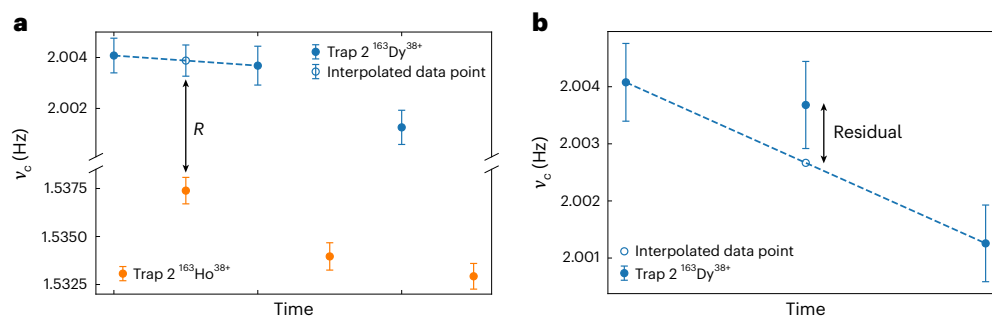 a
2.004
2.002
1.5375
1.5350
1.5325
ν_c (Hz)
Trap 2 ¹⁶³Dy³⁸⁺
Interpolated data point
R
Trap 2 ¹⁶³Ho³⁸⁺
Time
b
2.004
2.003
2.002
2.001
ν_c (Hz)
Residual
Interpolated data point
Trap 2 ¹⁶³Dy³⁸⁺
Time